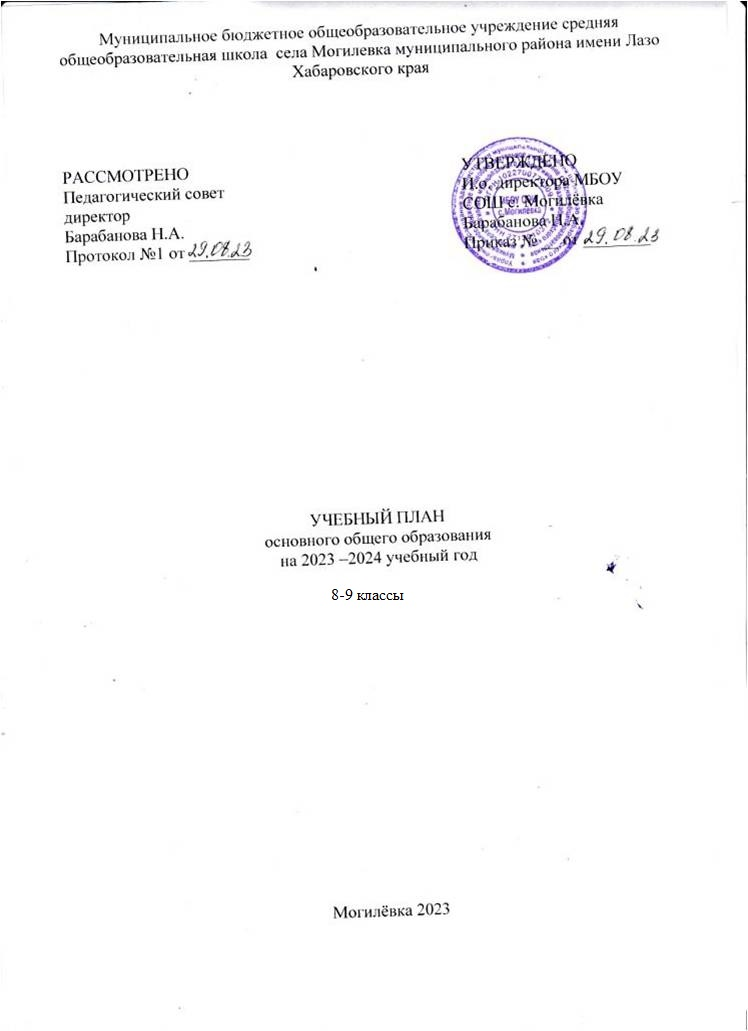 Муниципальное бюджетное общеобразовательное учреждение средняя
общеобразовательная школа села Могилевка муниципального района имени Лазо
Хабаровского края
РАССМОТРЕНО
Педагогический совет
директор
Барабанова Н.А.
Протокол №1 от 29.08.23
УТВЕРЖДЕНО
И.о. директора МБОУ
СОШ с. Могилёвка
Барабанова Н.А.
Приказ № __ от 29.08.23
УЧЕБНЫЙ ПЛАН
основного общего образования
на 2023 –2024 учебный год
8-9 классы
Могилёвка 2023